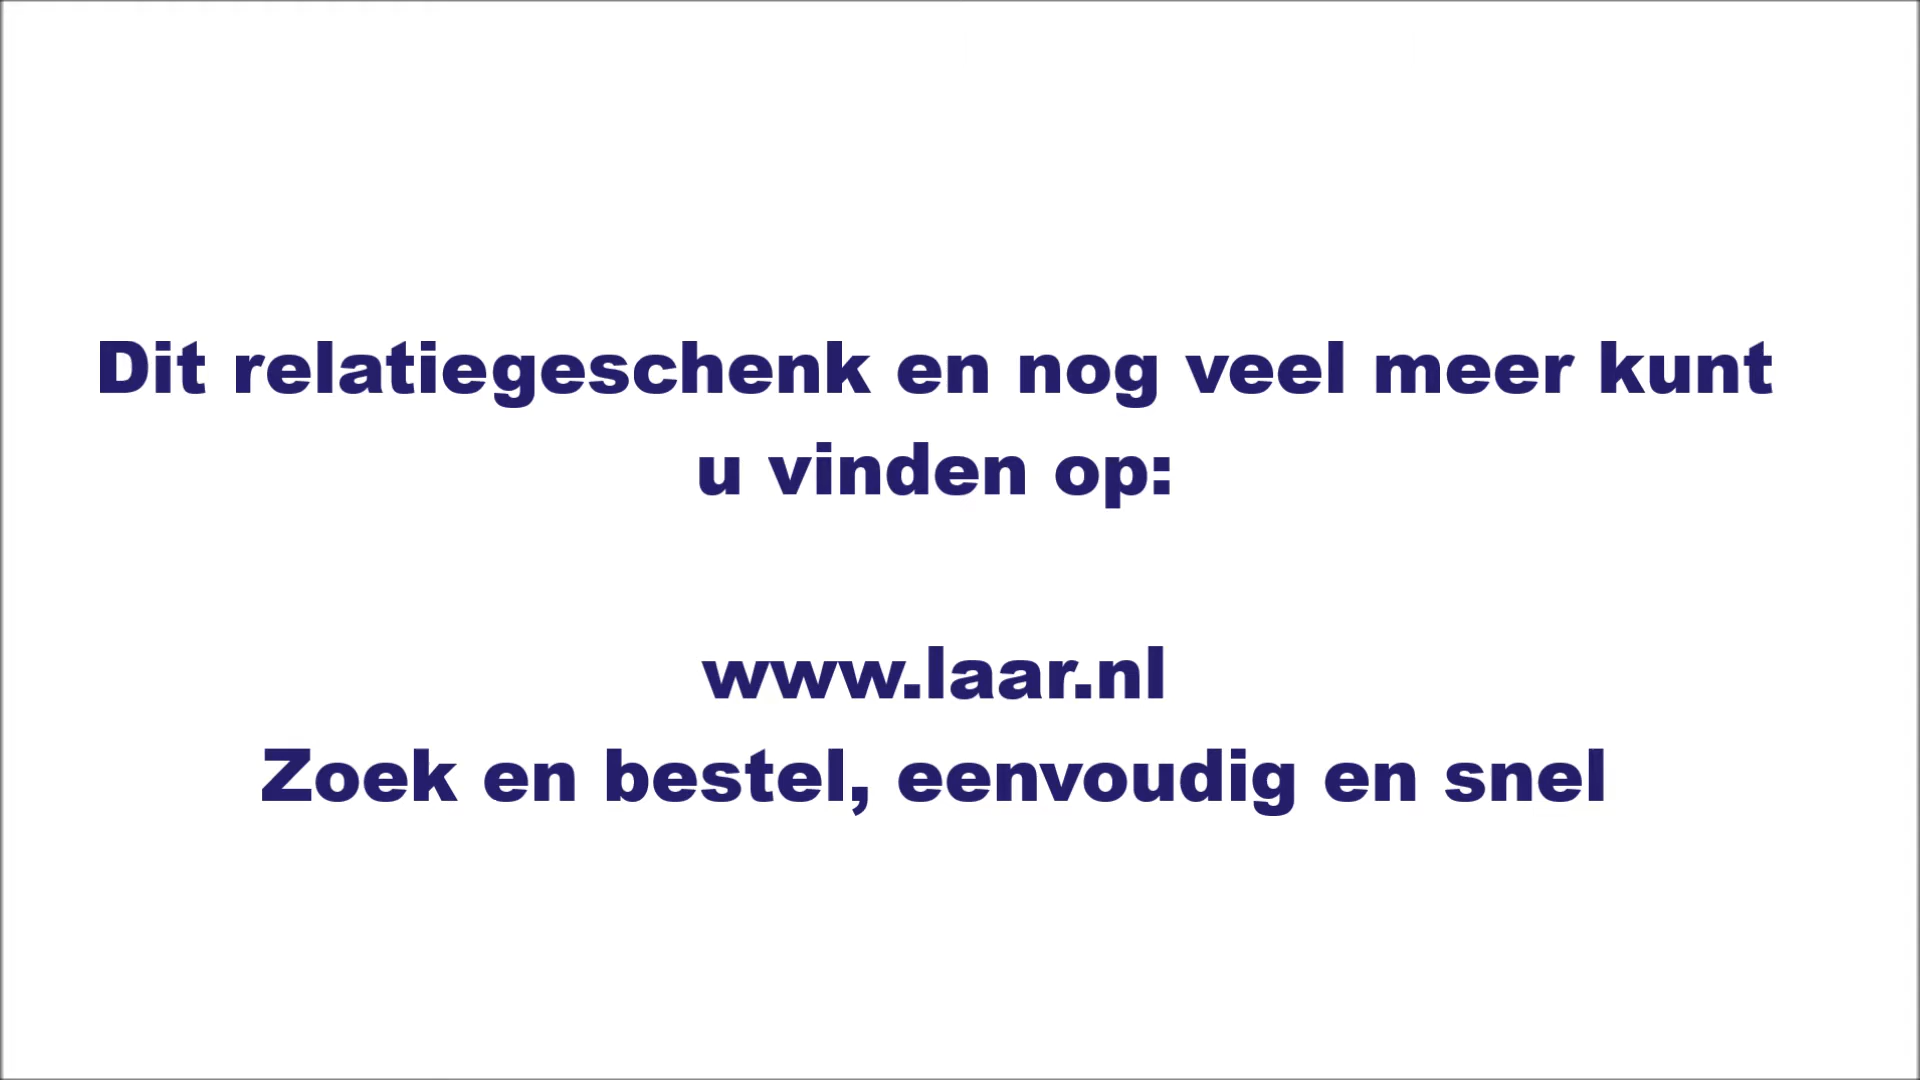 Dit relatiegeschenk en nog veel meer kunt
u vinden op:
www.laar.nl
Zoek en bestel, eenvoudig en snel